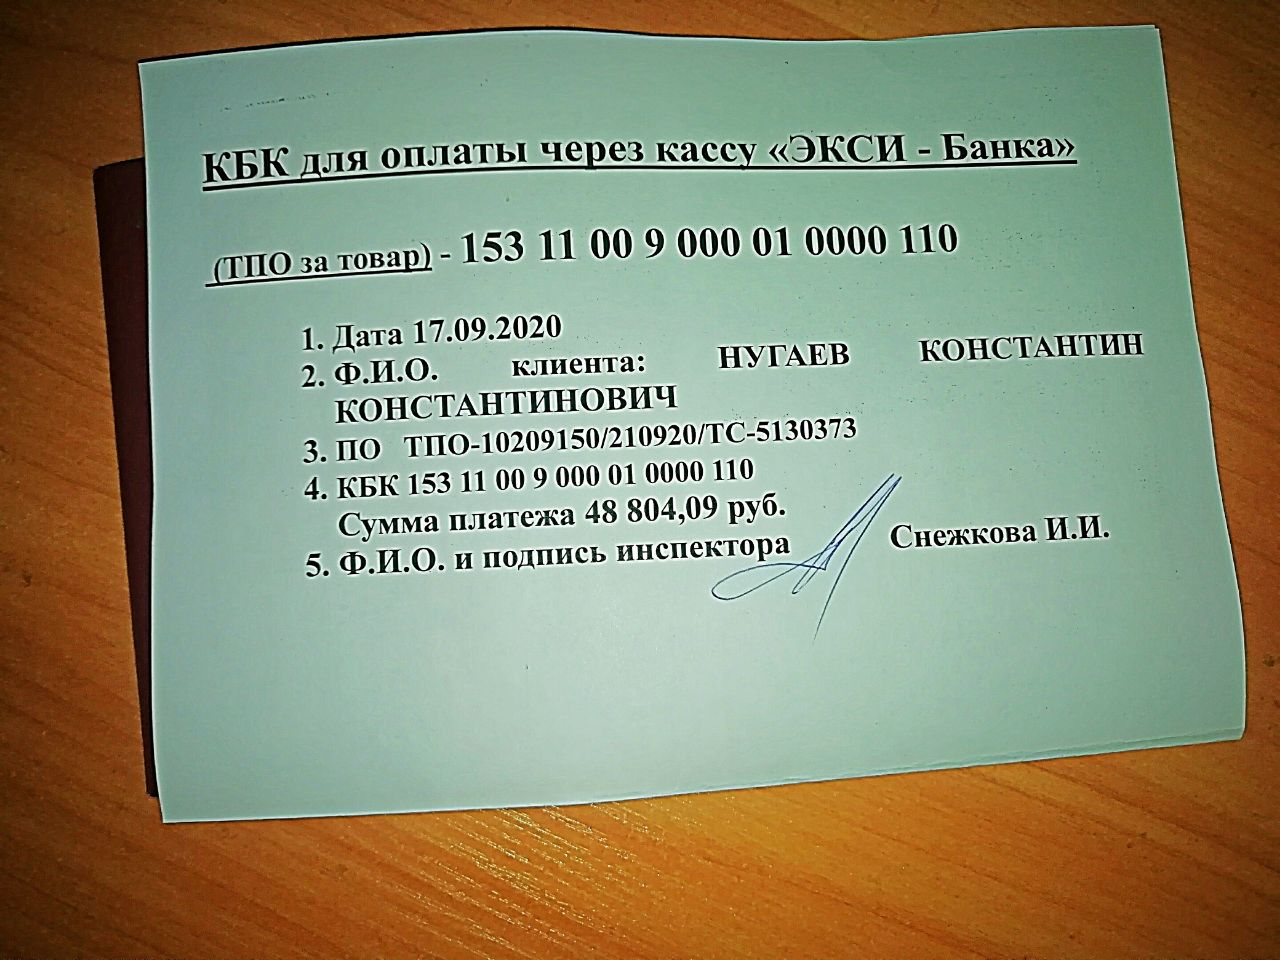 КБК для оплаты через кассу «ЭКСИ - Банка»
(ТПО за товар) - 153 11 00 9 000 01 0000 110
1. Дата 17.09.2020
2. Ф.И.О. клиента: НУГАЕВ КОНСТАНТИН
КОНСТАНТИНОВИЧ
3. ПО ТПО-10209150/210920/ТС-5130373
4. КБК 153 11 00 9 000 01 0000 110
Сумма платежа 48 804,09 руб.
5. Ф.И.О. и подпись инспектора Снежкова И.И.